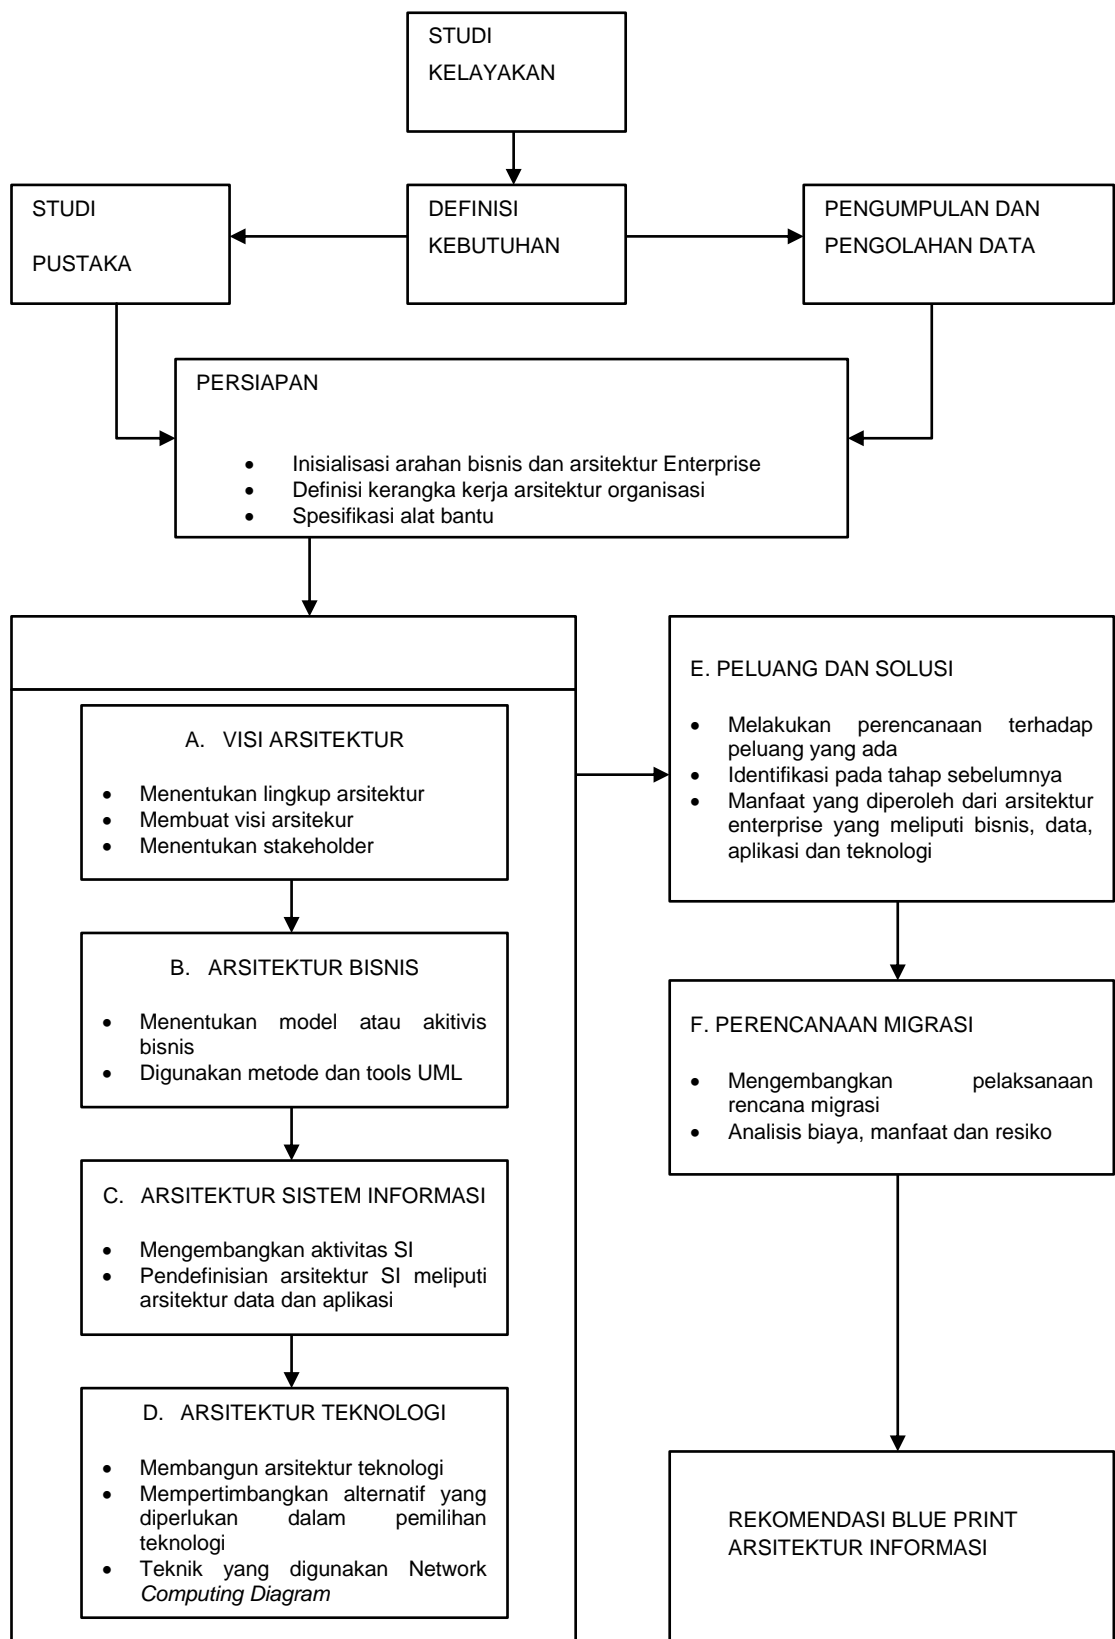 STUDI
KELAYAKAN
STUDI
PUSTAKA
DEFINISI
KEBUTUHAN
PENGUMPULAN DAN
PENGOLAHAN DATA
PERSIAPAN
• Inisialisasi arahan bisnis dan arsitektur Enterprise
• Definisi kerangka kerja arsitektur organisasi
• Spesifikasi alat bantu
A. VISI ARSITEKTUR
• Menentukan lingkup arsitektur
• Membuat visi arsitekur
• Menentukan stakeholder
B. ARSITEKTUR BISNIS
• Menentukan model atau akitivis
bisnis
• Digunakan metode dan tools UML
C. ARSITEKTUR SISTEM INFORMASI
• Mengembangkan aktivitas SI
• Pendefinisian arsitektur SI meliputi
arsitektur data dan aplikasi
D. ARSITEKTUR TEKNOLOGI
• Membangun arsitektur teknologi
• Mempertimbangkan alternatif yang
diperlukan dalam pemilihan
teknologi
• Teknik yang digunakan Network
Computing Diagram
E. PELUANG DAN SOLUSI
• Melakukan perencanaan terhadap
peluang yang ada
• Identifikasi pada tahap sebelumnya
• Manfaat yang diperoleh dari arsitektur
enterprise yang meliputi bisnis, data,
aplikasi dan teknologi
F. PERENCANAAN MIGRASI
• Mengembangkan pelaksanaan
rencana migrasi
• Analisis biaya, manfaat dan resiko
REKOMENDASI BLUE PRINT
ARSITEKTUR INFORMASI